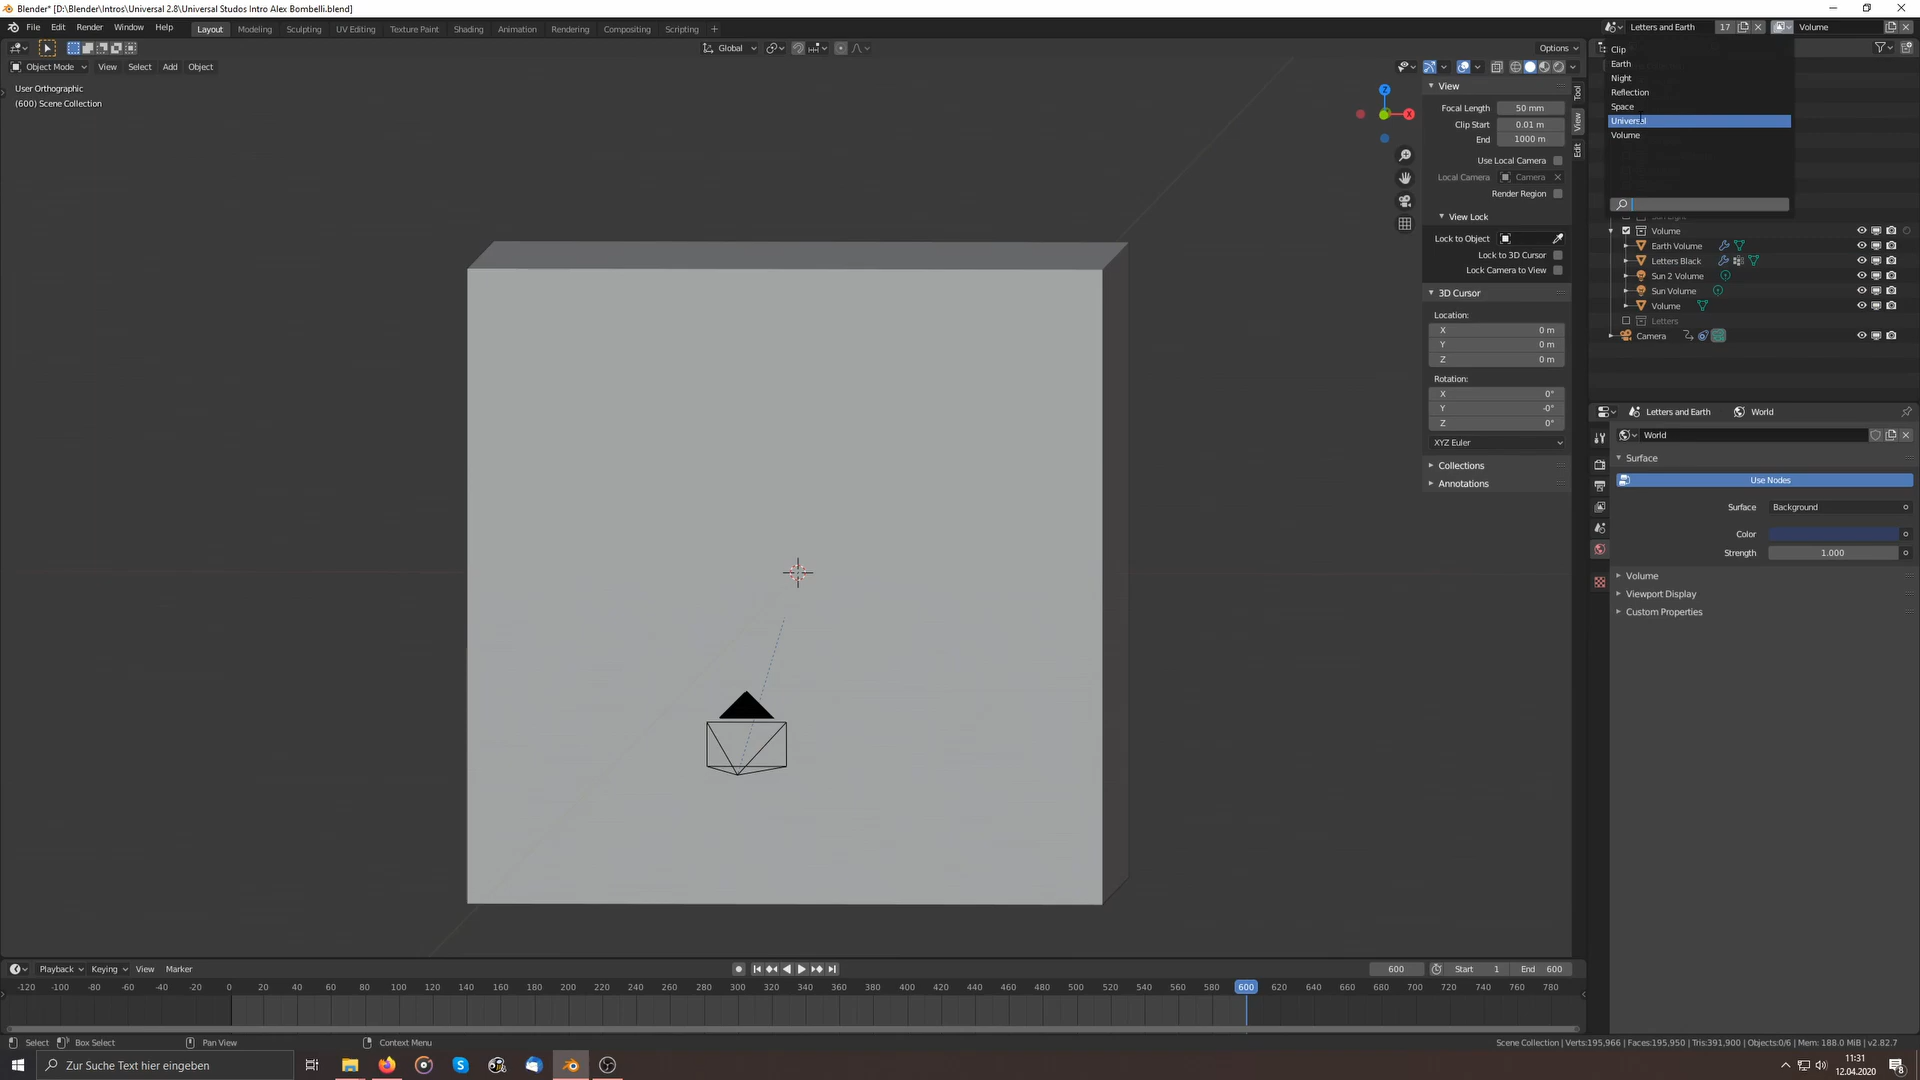 Blender* [D:\Blender\Intros\Universal 2.8\Universal Studos Intro Alex Bombelli.blend]
File Edit Render Window Help
Layout Modeling Sculpting UV Editing Texture Paint Shading Animation Rendering Compositing Scripting +
Letters and Earth 17 Volume
Global Options
Object Mode View Select Add Object
User Orthographic
(600) Scene Collection
Z
X
View
Focal Length 50 mm
Clip Start 0.01 m
End 1000 m
Use Local Camera
Local Camera Camera
Render Region
View Lock
Lock to Object
Lock to 3D Cursor
Lock Camera to View
3D Cursor
Location:
X 0 m
Y 0 m
Z 0 m
Rotation:
X 0°
Y -0°
Z 0°
XYZ Euler
Collections
Annotations
Tool
View
Edit
Clip
Earth
Night
Reflection
Space
Universal
Volume
Volume
Earth Volume
Letters Black
Sun 2 Volume
Sun Volume
Volume
Letters
Camera
Letters and Earth World
World
Surface
Use Nodes
Surface Background
Color
Strength 1.000
Volume
Viewport Display
Custom Properties
Playback Keying View Marker
600 Start 1 End 600
-120 -100 -80 -60 -40 -20 0 20 40 60 80 100 120 140 160 180 200 220 240 260 280 300 320 340 360 380 400 420 440 460 480 500 520 540 560 580 600 620 640 660 680 700 720 740 760 780
Select Box Select Pan View Context Menu
Scene Collection | Verts:195,966 | Faces:195,950 | Tris:391,900 | Objects:0/6 | Mem: 188.0 MiB | v2.82.7
Zur Suche Text hier eingeben
11:31
12.04.2020
8